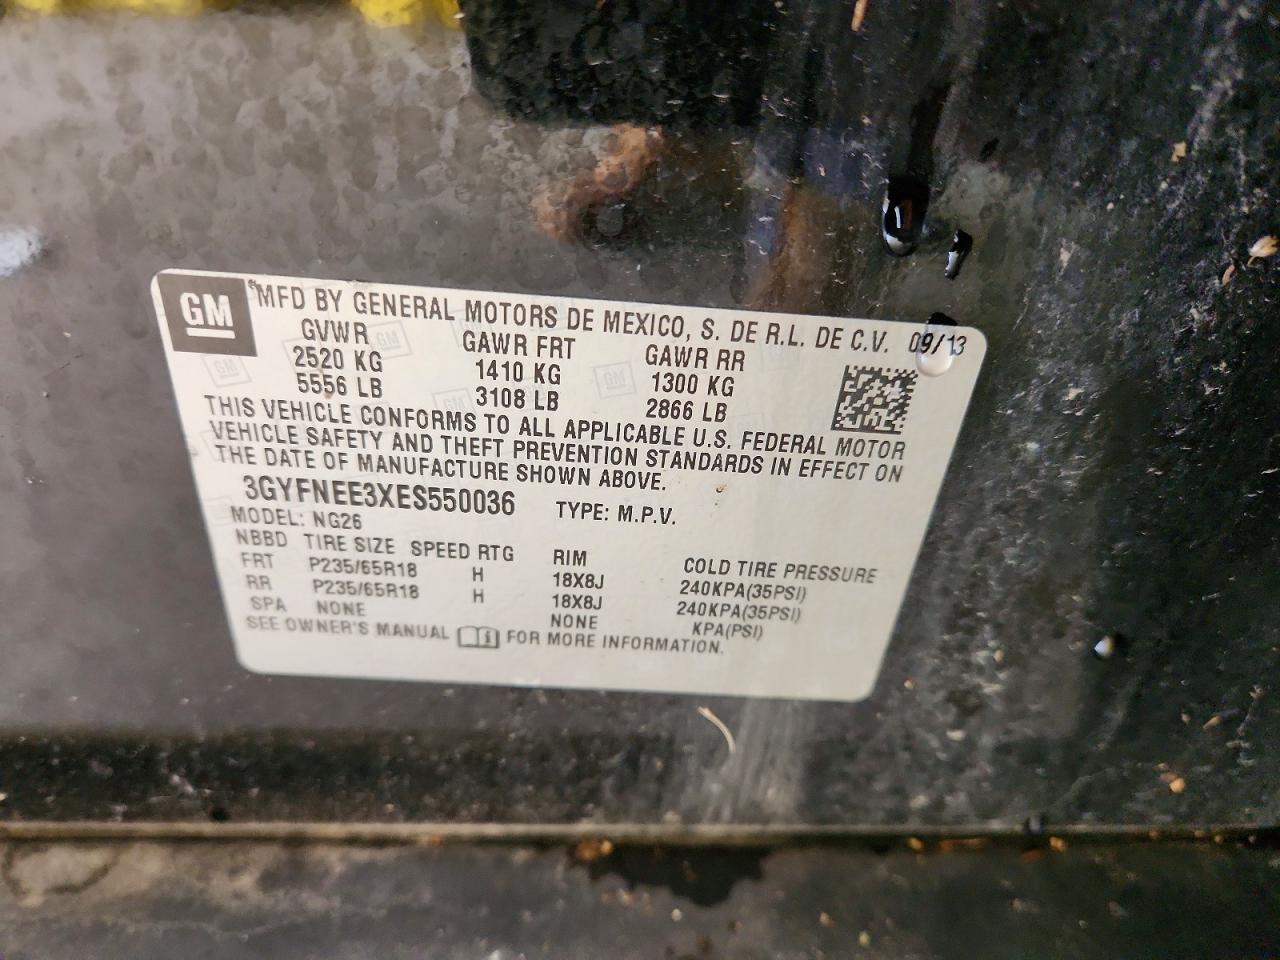 GM MFD BY GENERAL MOTORS DE MEXICO, S. DE R.L. DE C.V. 09/13
GVWR GAWR FRT GAWR RR
2520 KG 1410 KG 1300 KG
5556 LB 3108 LB 2866 LB
THIS VEHICLE CONFORMS TO ALL APPLICABLE U.S. FEDERAL MOTOR
VEHICLE SAFETY AND THEFT PREVENTION STANDARDS IN EFFECT ON
THE DATE OF MANUFACTURE SHOWN ABOVE.
3GYFNEE3XES550036 TYPE: M.P.V.
MODEL: NG26
NBBD TIRE SIZE SPEED RTG RIM COLD TIRE PRESSURE
FRT P235/65R18 H 18X8J 240KPA(35PSI)
RR P235/65R18 H 18X8J 240KPA(35PSI)
SPA NONE NONE KPA(PSI)
SEE OWNER'S MANUAL FOR MORE INFORMATION.